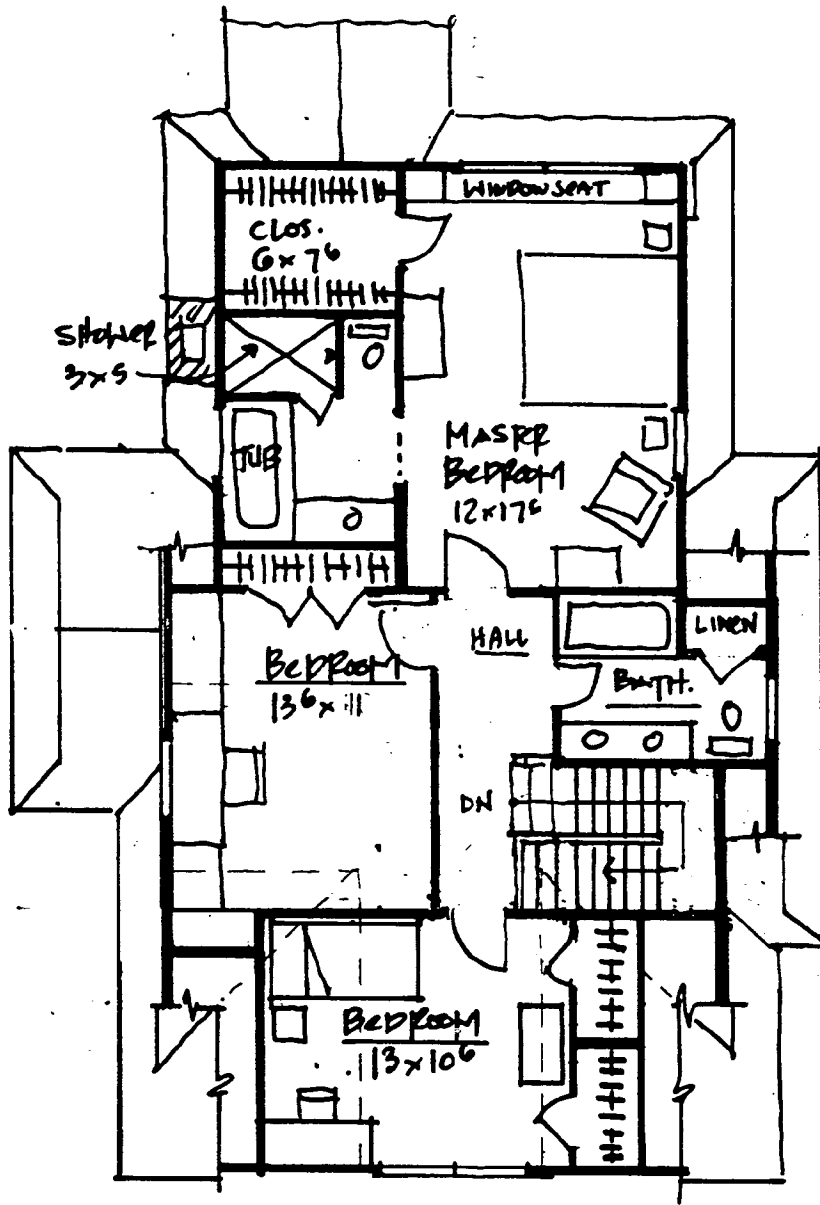 WINDOW SEAT
CLOS.
6 x 7⁶
SHOWER
3 x 5
TUB
MASTER
BEDROOM
12 x 17⁶
HALL
LINEN
BEDROOM
13⁶ x 11
BATH.
DN
BEDROOM
13 x 10⁶